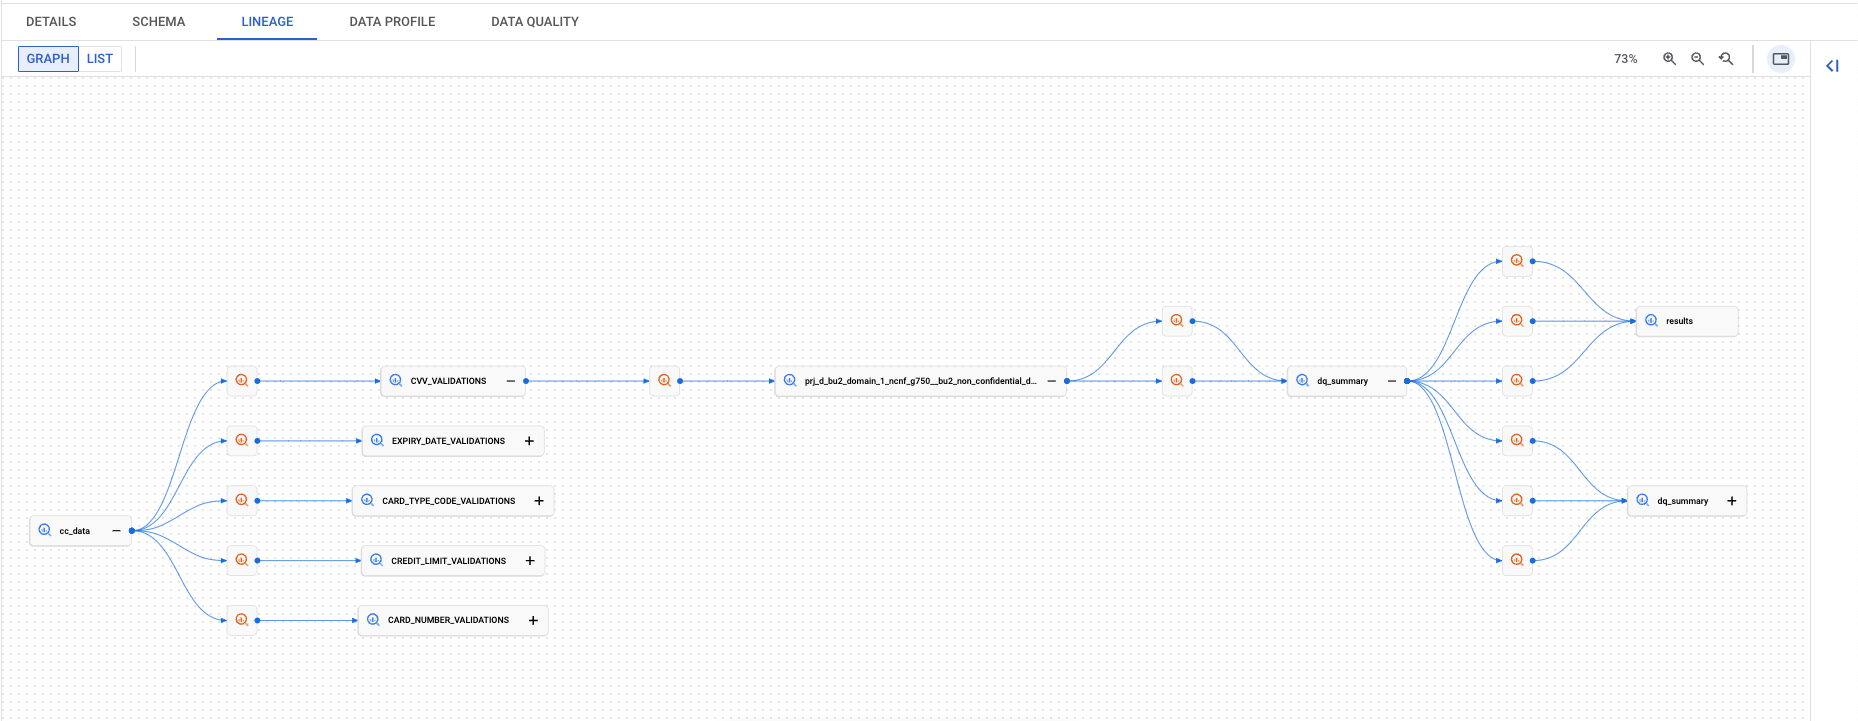 DETAILS SCHEMA LINEAGE DATA PROFILE DATA QUALITY
GRAPH LIST 73%
results
CVV_VALIDATIONS prj_d_bu2_domain_1_ncnf_g750__bu2_non_confidential_d... dq_summary
EXPIRY_DATE_VALIDATIONS
CARD_TYPE_CODE_VALIDATIONS dq_summary
cc_data
CREDIT_LIMIT_VALIDATIONS
CARD_NUMBER_VALIDATIONS